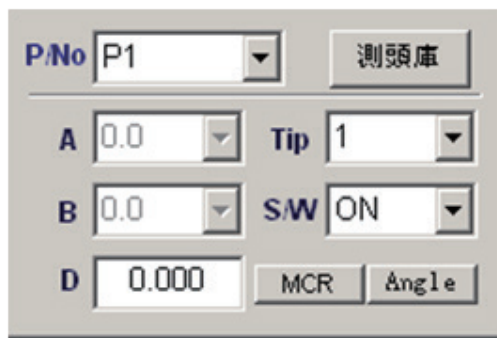 P/No P1 測頭庫
A 0.0 Tip 1
B 0.0 S/W ON
D 0.000 MCR Angle